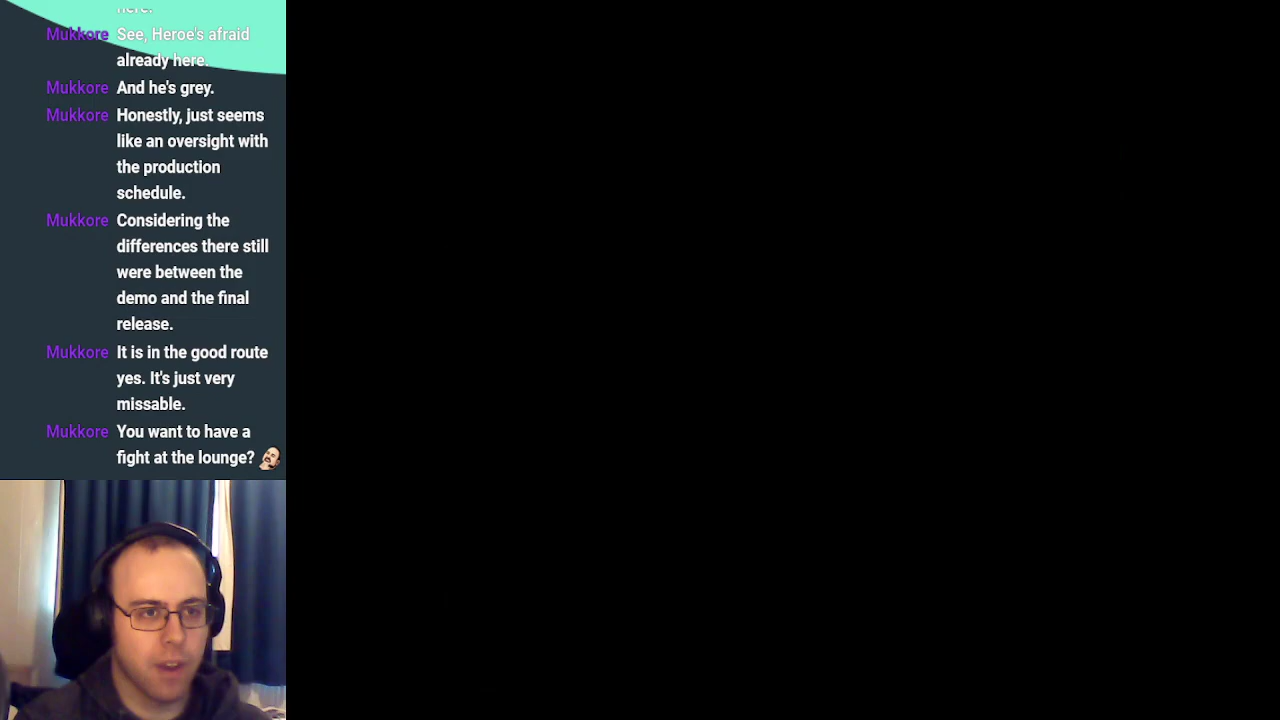 here.
Mukkore See, Heroe's afraid
already here.
Mukkore And he's grey.
Mukkore Honestly, just seems
like an oversight with
the production
schedule.
Mukkore Considering the
differences there still
were between the
demo and the final
release.
Mukkore It is in the good route
yes. It's just very
missable.
Mukkore You want to have a
fight at the lounge?